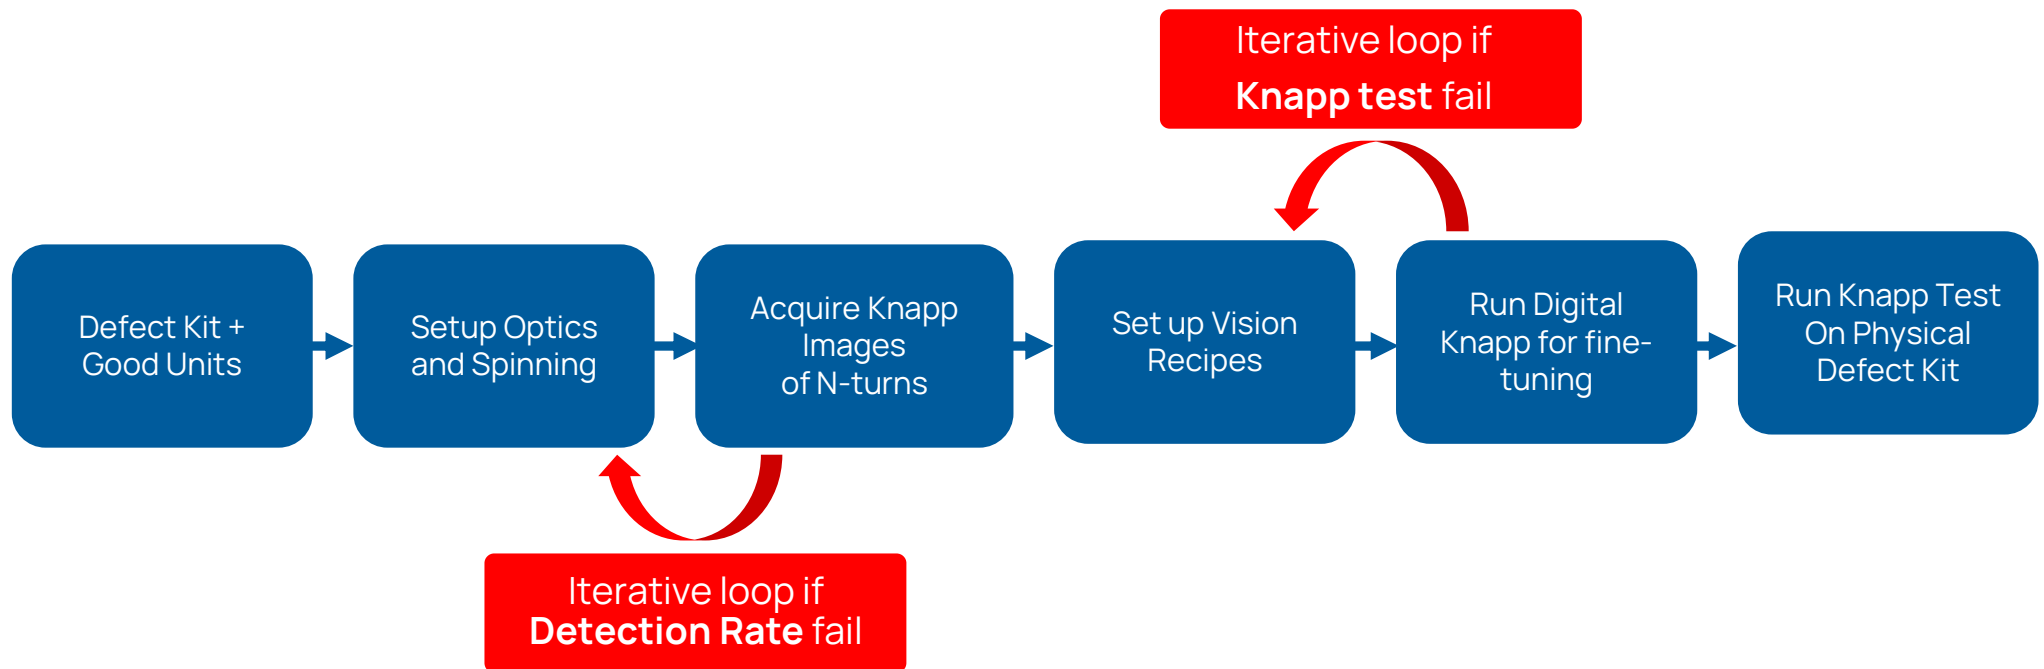 Iterative loop if
Knapp test fail
Defect Kit +
Good Units
Setup Optics
and Spinning
Acquire Knapp
Images
of N-turns
Set up Vision
Recipes
Run Digital
Knapp for fine-
tuning
Run Knapp Test
On Physical
Defect Kit
Iterative loop if
Detection Rate fail